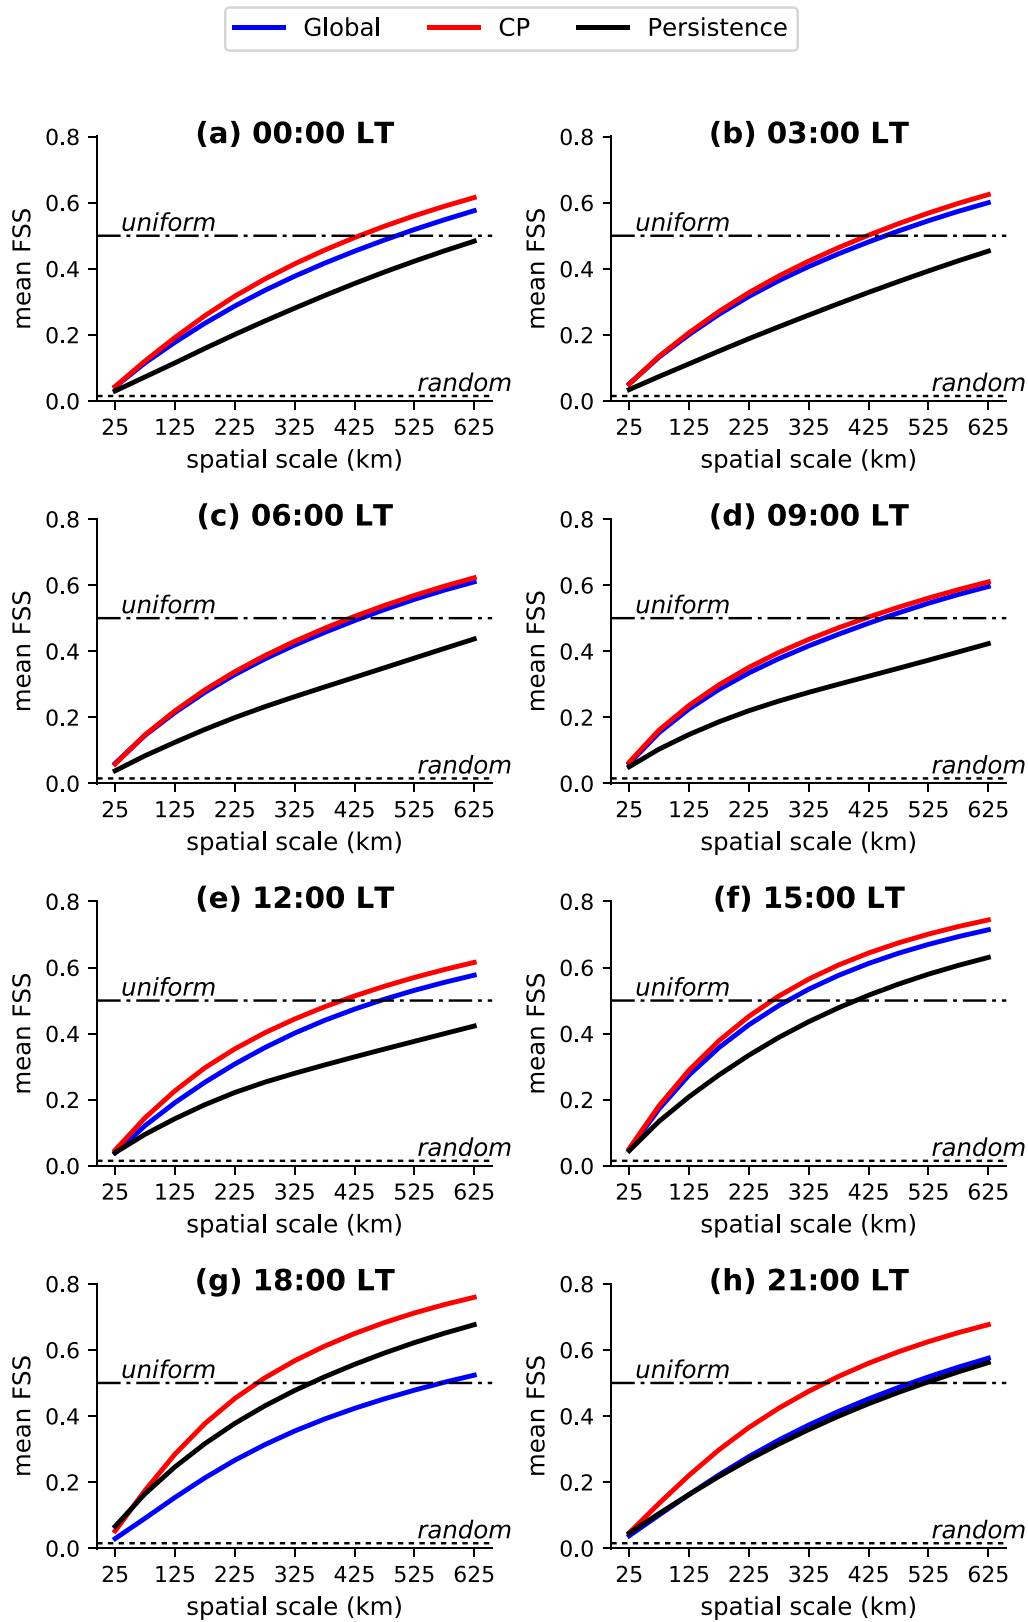 Global CP Persistence
(a) 00:00 LT
0.8
0.6
0.4
0.2
0.0
mean FSS
uniform
random
25 125 225 325 425 525 625
spatial scale (km)
(b) 03:00 LT
0.8
0.6
0.4
0.2
0.0
mean FSS
uniform
random
25 125 225 325 425 525 625
spatial scale (km)
(c) 06:00 LT
0.8
0.6
0.4
0.2
0.0
mean FSS
uniform
random
25 125 225 325 425 525 625
spatial scale (km)
(d) 09:00 LT
0.8
0.6
0.4
0.2
0.0
mean FSS
uniform
random
25 125 225 325 425 525 625
spatial scale (km)
(e) 12:00 LT
0.8
0.6
0.4
0.2
0.0
mean FSS
uniform
random
25 125 225 325 425 525 625
spatial scale (km)
(f) 15:00 LT
0.8
0.6
0.4
0.2
0.0
mean FSS
uniform
random
25 125 225 325 425 525 625
spatial scale (km)
(g) 18:00 LT
0.8
0.6
0.4
0.2
0.0
mean FSS
uniform
random
25 125 225 325 425 525 625
spatial scale (km)
(h) 21:00 LT
0.8
0.6
0.4
0.2
0.0
mean FSS
uniform
random
25 125 225 325 425 525 625
spatial scale (km)